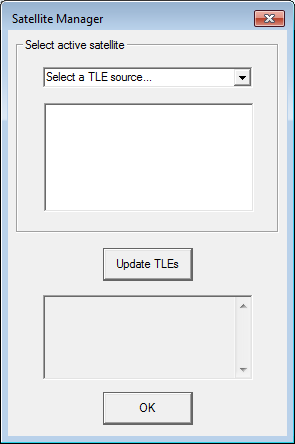 Satellite Manager
Select active satellite
Select a TLE source...
Update TLEs
OK